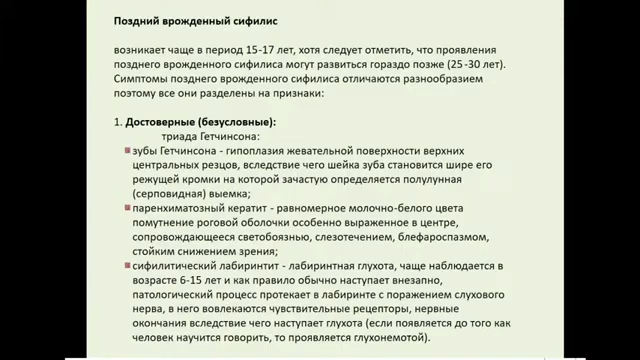 Поздний врожденный сифилис
возникает чаще в период 15-17 лет, хотя следует отметить, что проявления
позднего врожденного сифилиса могут развиться гораздо позже (25-30 лет).
Симптомы позднего врожденного сифилиса отличаются разнообразием
поэтому все они разделены на признаки:
1. Достоверные (безусловные):
триада Гетчинсона:
зубы Гетчинсона - гипоплазия жевательной поверхности верхних
центральных резцов, вследствие чего шейка зуба становится шире его
режущей кромки на которой зачастую определяется полулунная
(серповидная) выемка;
паренхиматозный кератит - равномерное молочно-белого цвета
помутнение роговой оболочки особенно выраженное в центре,
сопровождающееся светобоязнью, слезотечением, блефароспазмом,
стойким снижением зрения;
сифилитический лабиринтит - лабиринтная глухота, чаще наблюдается в
возрасте 6-15 лет и как правило обычно наступает внезапно,
патологический процесс протекает в лабиринте с поражением слухового
нерва, в него вовлекаются чувствительные рецепторы, нервные
окончания вследствие чего наступает глухота (если появляется до того как
человек научится говорить, то проявляется глухонемотой).